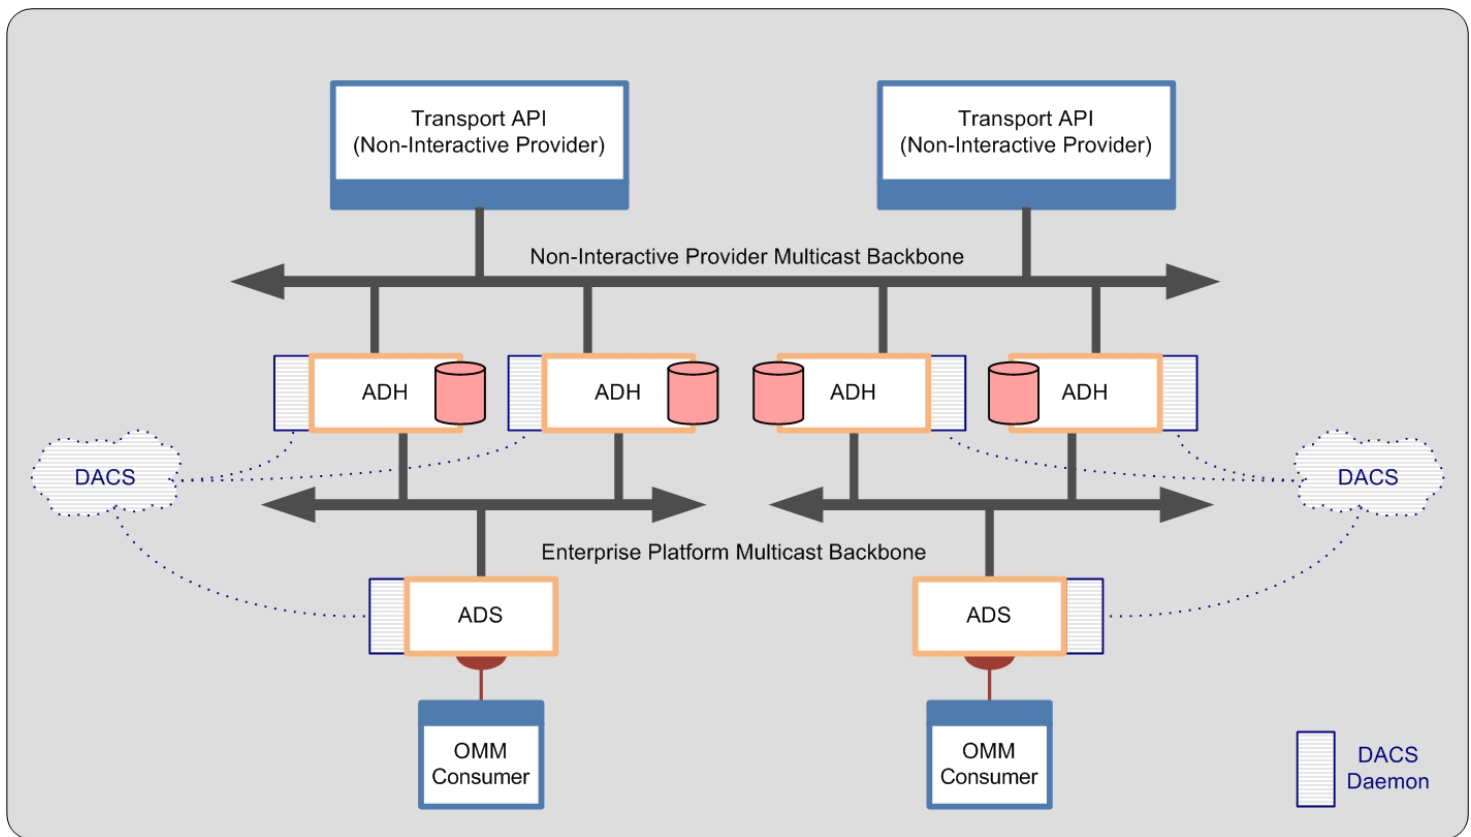 Transport API
(Non-Interactive Provider)
Transport API
(Non-Interactive Provider)
Non-Interactive Provider Multicast Backbone
ADH
ADH
ADH
ADH
DACS
DACS
Enterprise Platform Multicast Backbone
ADS
ADS
OMM
Consumer
OMM
Consumer
DACS
Daemon